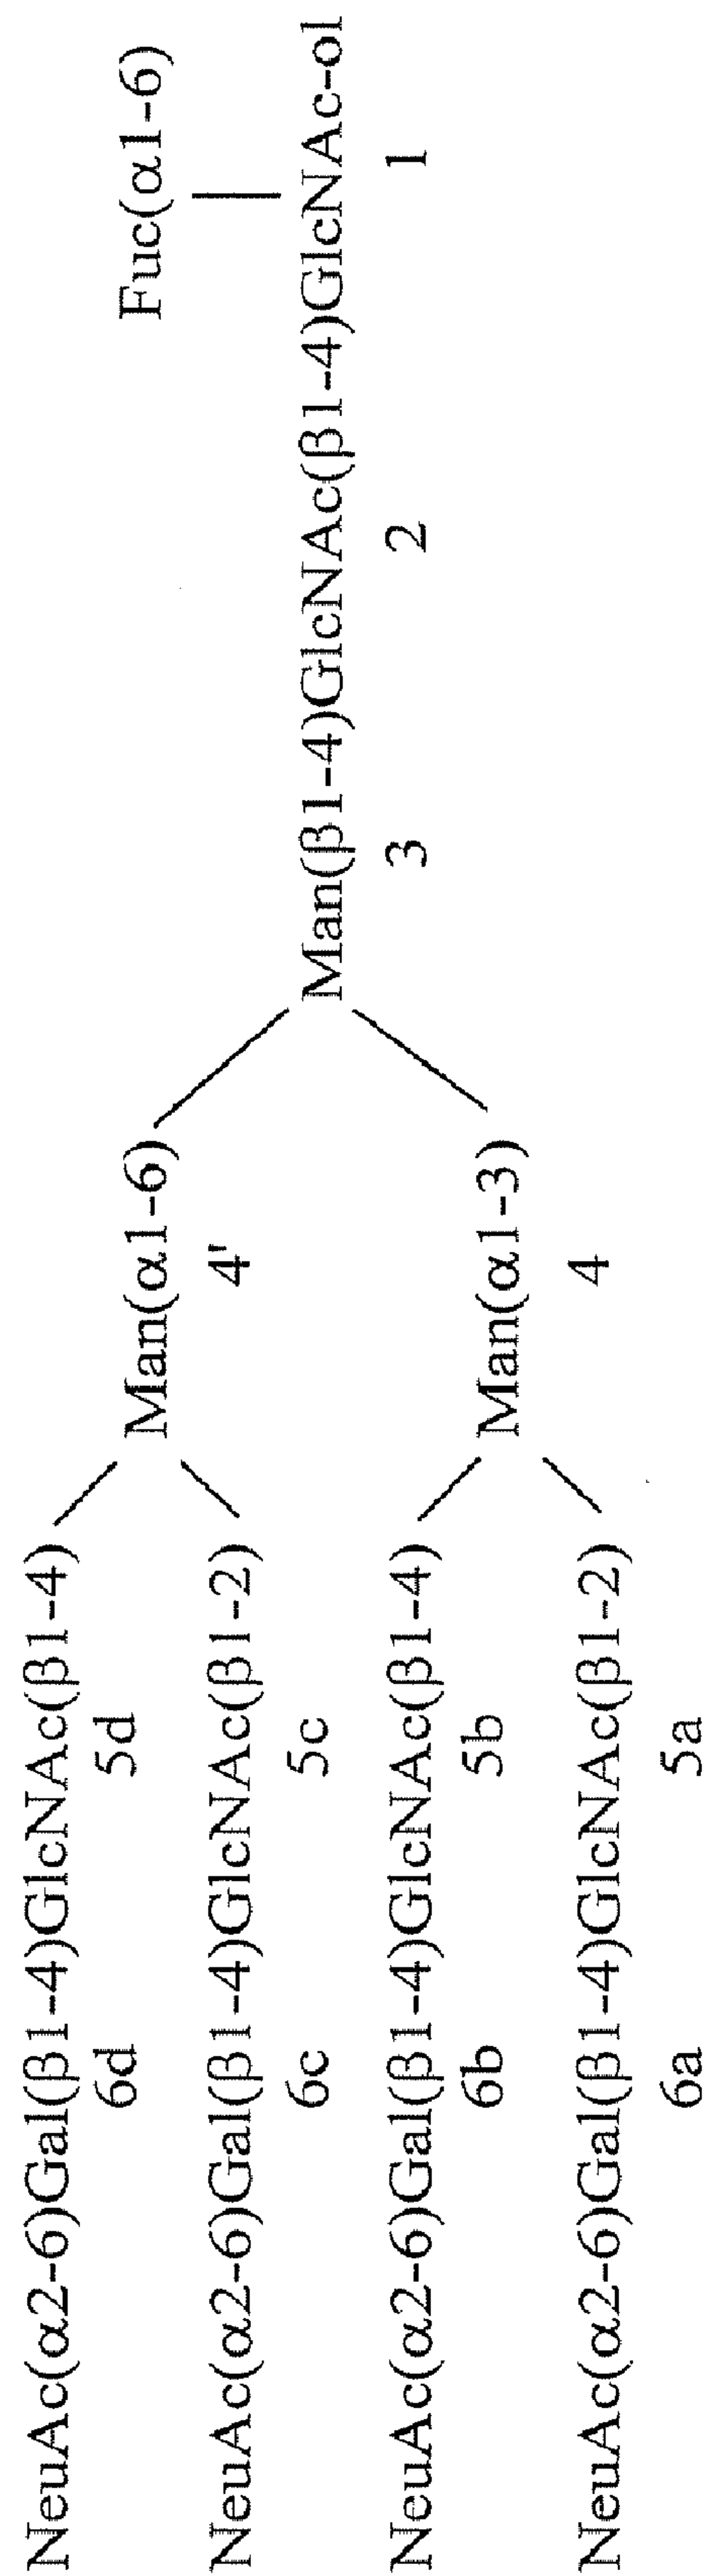 Fuc(α1-6)
NeuAc(α2-6)Gal(β1-4)GlcNAc(β1-4)
6d 5d
Man(α1-6)
4'
NeuAc(α2-6)Gal(β1-4)GlcNAc(β1-2)
6c 5c
Man(β1-4)GlcNAc(β1-4)GlcNAc-ol
3 2 1
NeuAc(α2-6)Gal(β1-4)GlcNAc(β1-4)
6b 5b
Man(α1-3)
4
NeuAc(α2-6)Gal(β1-4)GlcNAc(β1-2)
6a 5a